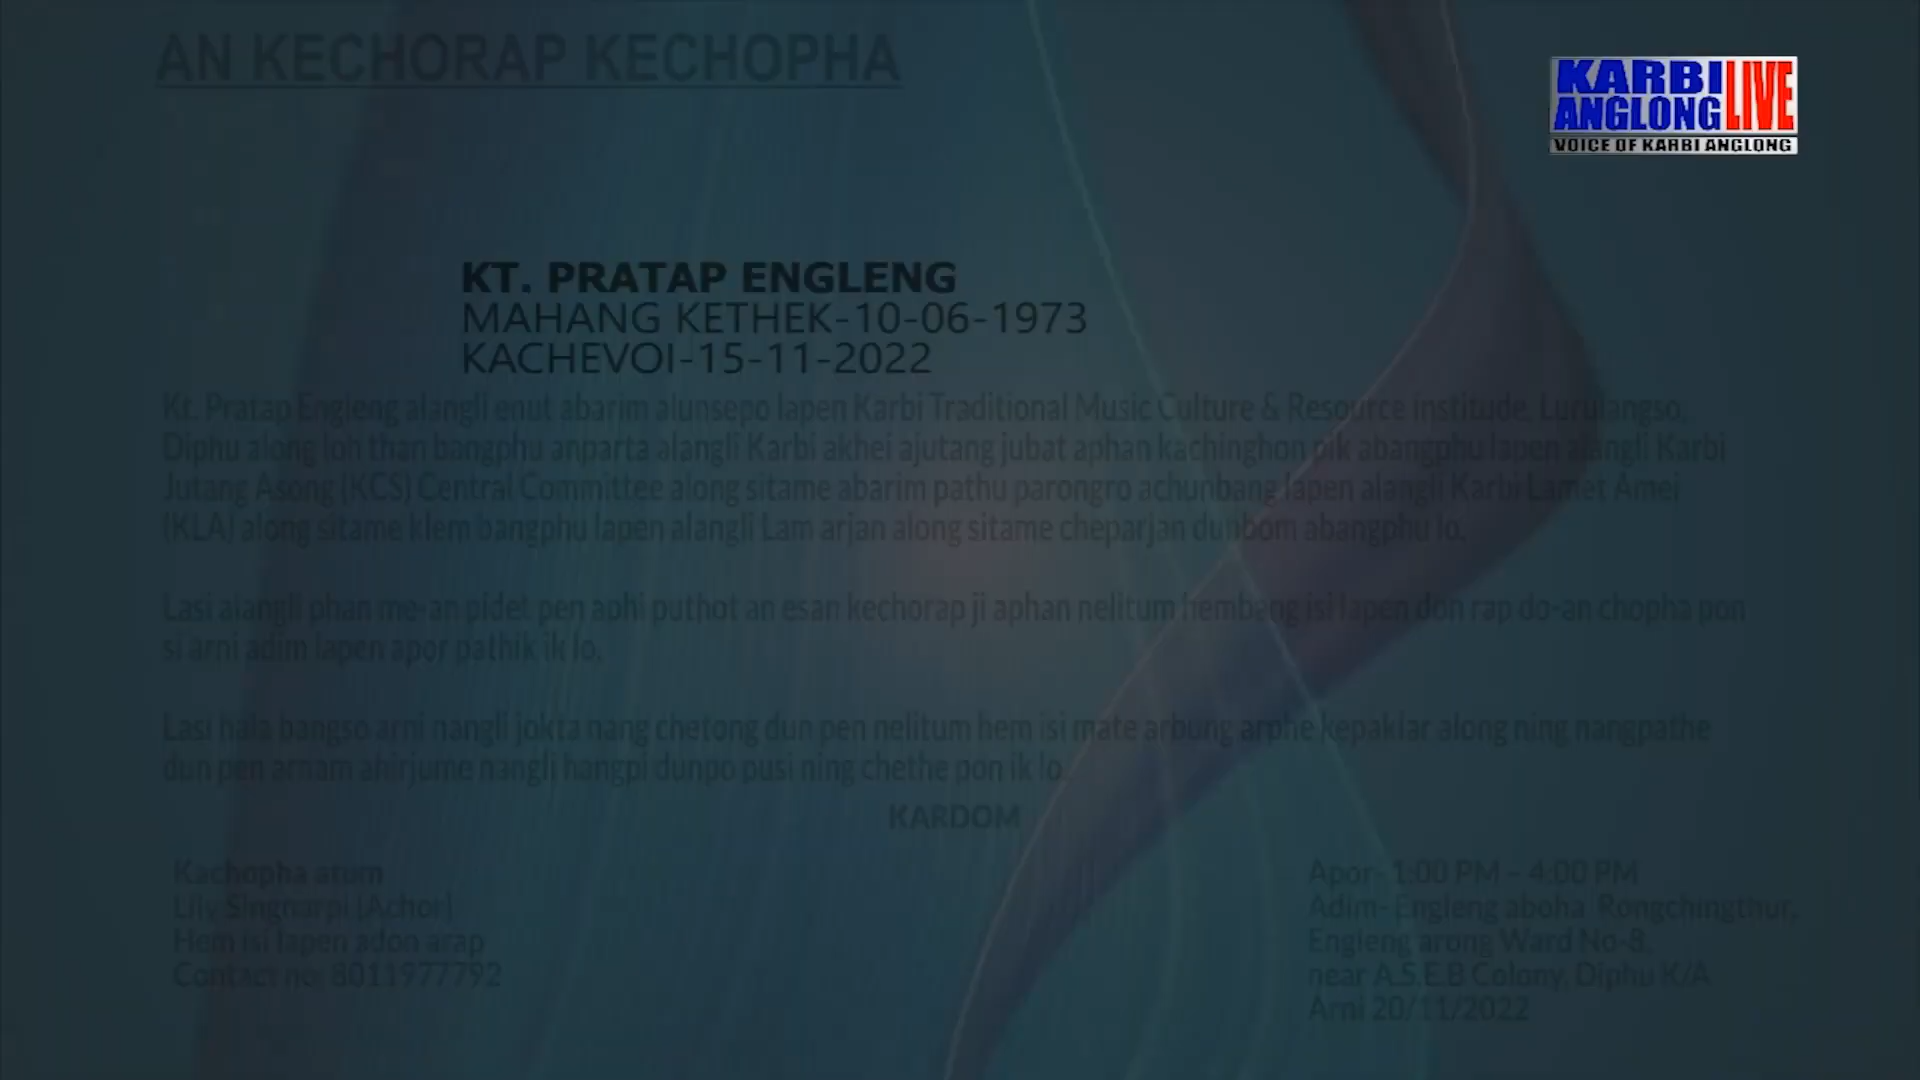 AN KECHORAP KECHOPHA
KARBI
ANGLONG LIVE
VOICE OF KARBI ANGLONG
KT. PRATAP ENGLENG
MAHANG KETHEK-10-06-1973
KACHEVOI-15-11-2022
Kt. Pratap Engleng alangli enut abarim alunsepo lapen Karbi Traditional Music Culture & Resource institude, Lurulangso,
Diphu along loh than bangphu anparta alangli Karbi akhei ajutang jubat aphan kachinghon pik abangphu lapen alangli Karbi
Jutang Asong (KCS) Central Committee along sitame abarim pathu parongro achunbang lapen alangli Karbi Lamet Amei
(KLA) along sitame klem bangphu lapen alangli Lam arjan along sitame cheparjan dunbom abangphu lo.
Lasi alangli phan me-an pidet pen aphi puthot an esan kechorap ji aphan nelitum hembang isi lapen don rap do-an chopha pon
si arni adim lapen apor pathik ik lo.
Lasi hala bangso arni nangli jokta nang chetong dun pen nelitum hem isi mate arbung arphe kepaklar along ning nangpathe
dun pen arnam ahirjume nangli hangpi dunpo pusi ning chethe pon ik lo.
KARDOM
Kachopha atum
Lily Singnarpi (Achor)
Hem isi lapen adon arap
Contact no; 8011977792
Apor- 1:00 PM – 4:00 PM
Adim- Engleng aboha Rongchingthur,
Engleng arong Ward No-8,
near A.S.E.B Colony, Diphu K/A
Arni 20/11/2022